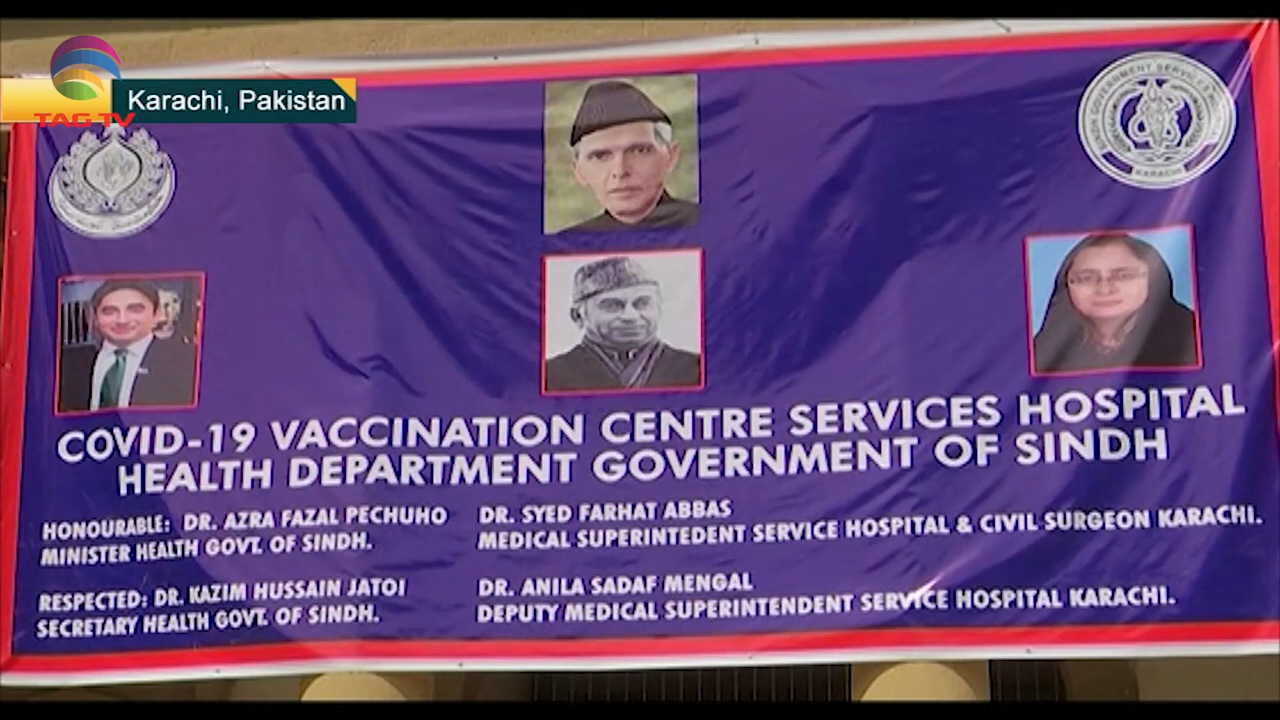 Karachi, Pakistan
TAG TV
KARACHI
COVID-19 VACCINATION CENTRE SERVICES HOSPITAL
HEALTH DEPARTMENT GOVERNMENT OF SINDH
HONOURABLE: DR. AZRA FAZAL PECHUHO
MINISTER HEALTH GOVT. OF SINDH.
DR. SYED FARHAT ABBAS
MEDICAL SUPERINTEDENT SERVICE HOSPITAL & CIVIL SURGEON KARACHI.
RESPECTED: DR. KAZIM HUSSAIN JATOI
SECRETARY HEALTH GOVT. OF SINDH.
DR. ANILA SADAF MENGAL
DEPUTY MEDICAL SUPERINTENDENT SERVICE HOSPITAL KARACHI.